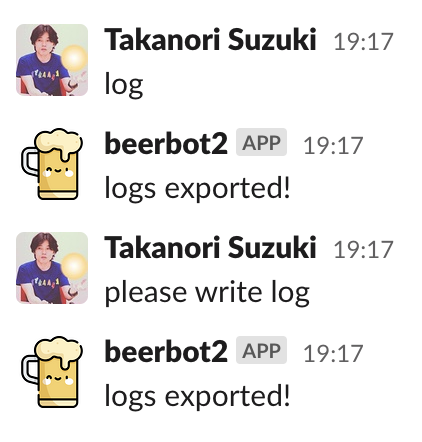 Takanori Suzuki 19:17
log
beerbot2 APP 19:17
logs exported!
Takanori Suzuki 19:17
please write log
beerbot2 APP 19:17
logs exported!